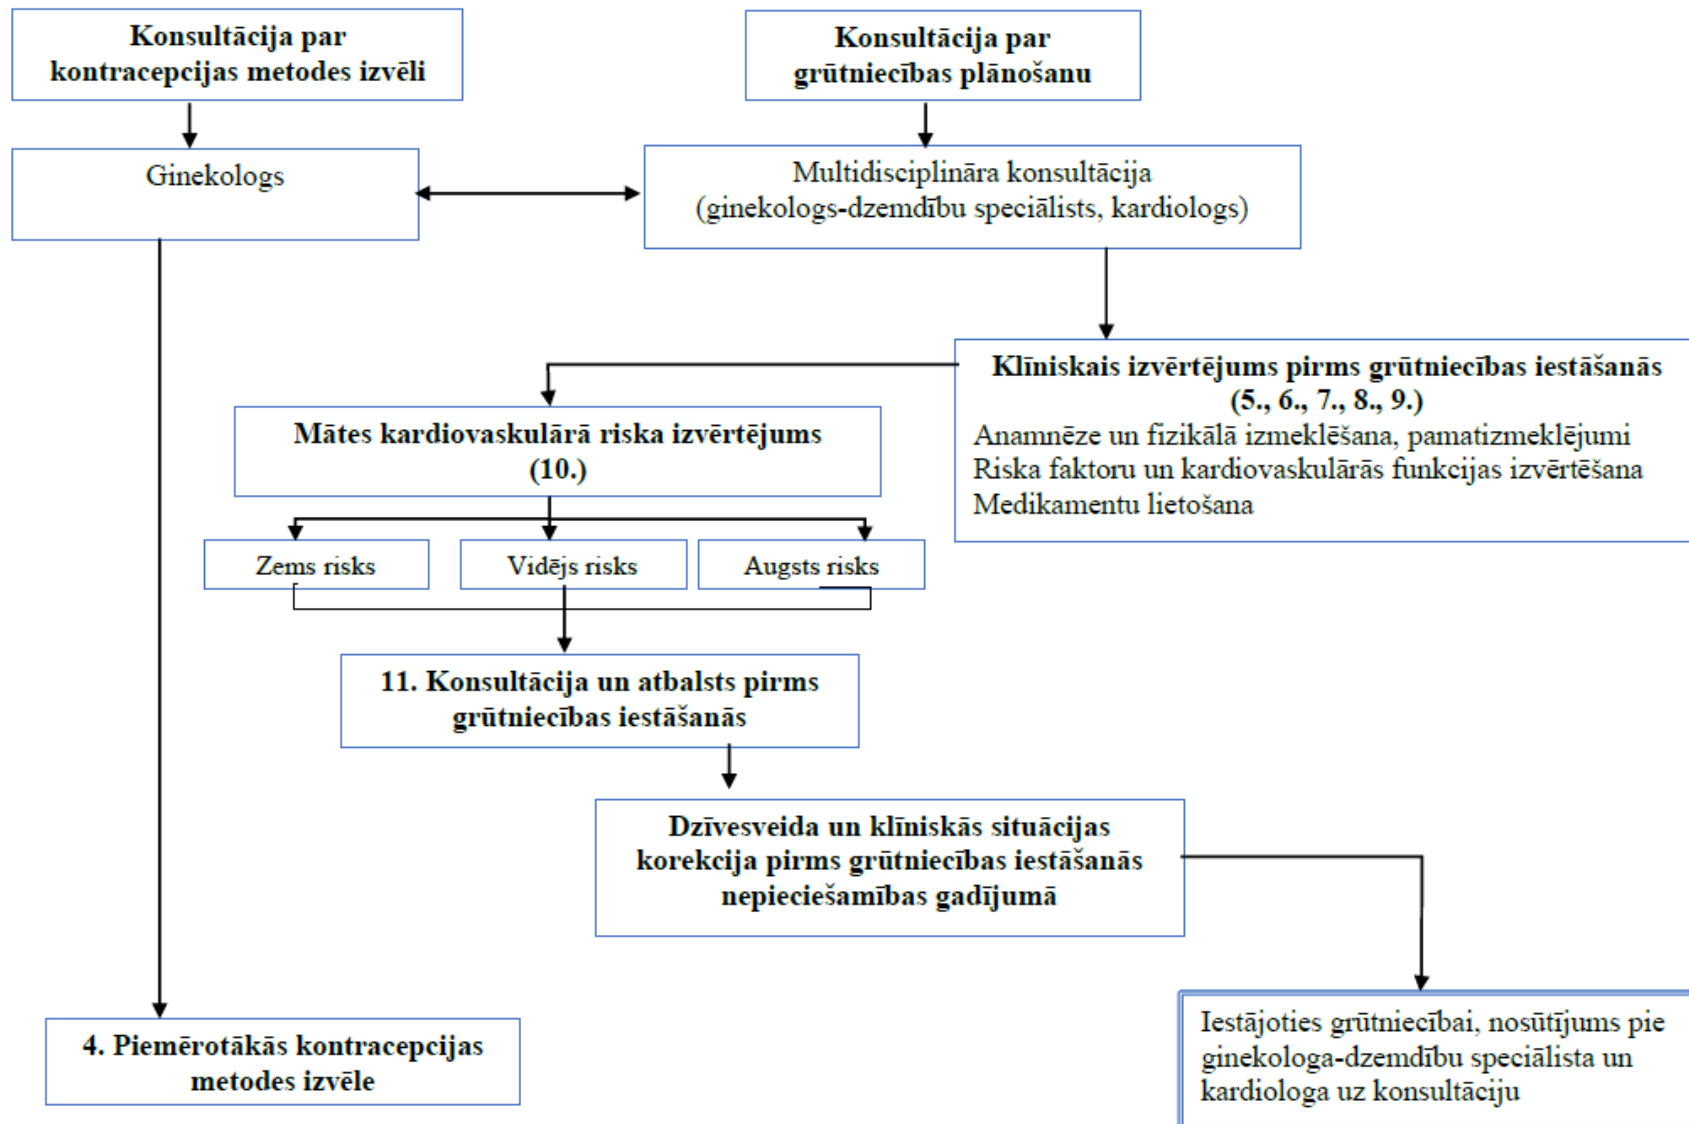 Konsultācija par
kontracepcijas metodes izvēli
Konsultācija par
grūtniecības plānošanu
Ginekologs
Multidisciplināra konsultācija
(ginekologs-dzemdību speciālists, kardiologs)
Klīniskais izvērtējums pirms grūtniecības iestāšanās
(5., 6., 7., 8., 9.)
Anamnēze un fizikālā izmeklēšana, pamatizmeklējumi
Riska faktoru un kardiovaskulārās funkcijas izvērtēšana
Medikamentu lietošana
Mātes kardiovaskulārā riska izvērtējums
(10.)
Zems risks
Vidējs risks
Augsts risks
11. Konsultācija un atbalsts pirms
grūtniecības iestāšanās
Dzīvesveida un klīniskās situācijas
korekcija pirms grūtniecības iestāšanās
nepieciešamības gadījumā
4. Piemērotākās kontracepcijas
metodes izvēle
Iestājoties grūtniecībai, nosūtījums pie
ginekologa-dzemdību speciālista un
kardiologa uz konsultāciju